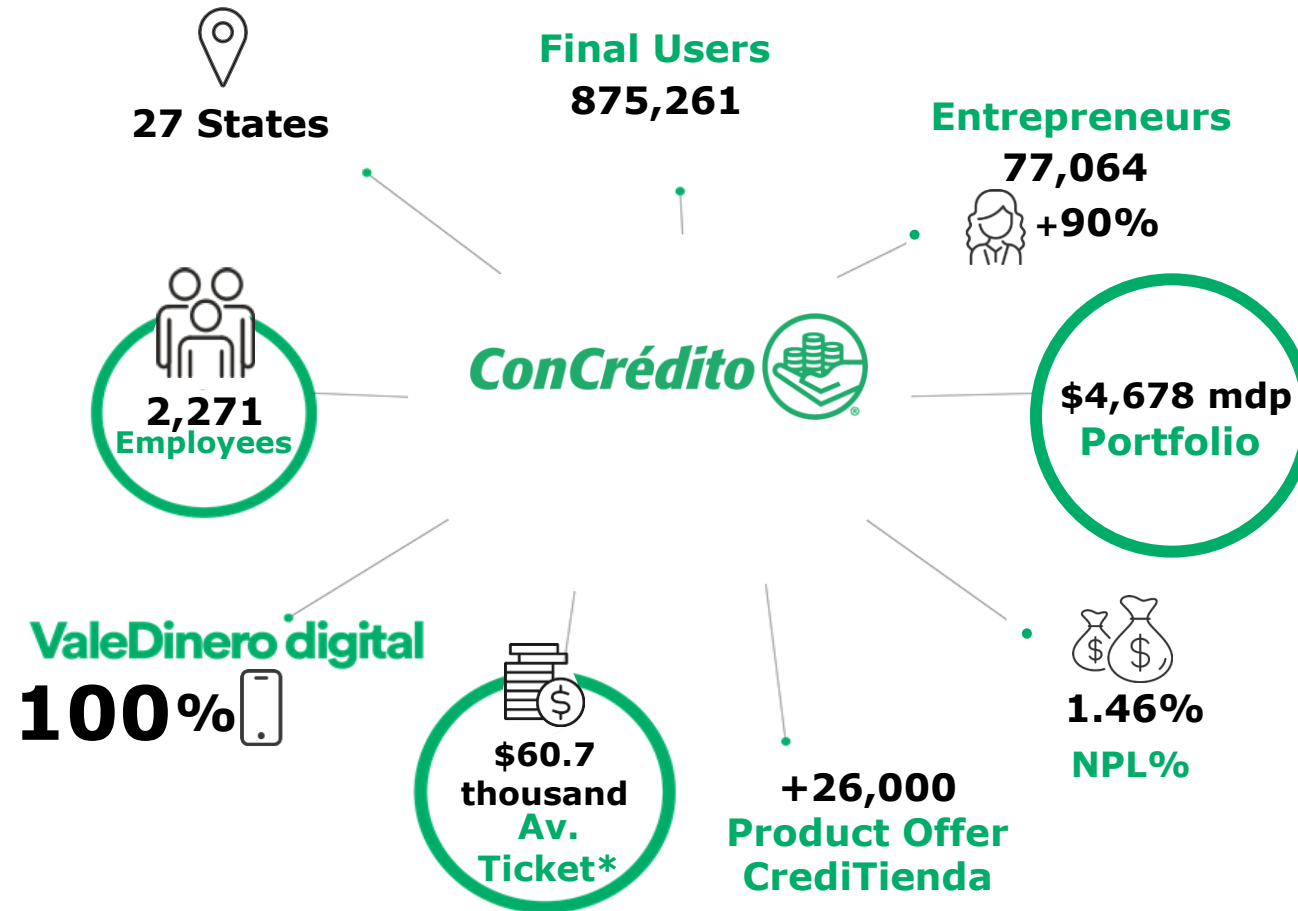 27 States
Final Users
875,261
Entrepreneurs
77,064
+90%
ConCrédito
®
2,271
Employees
$4,678 mdp
Portfolio
ValeDinero digital
100%
$60.7
thousand
Av.
Ticket*
+26,000
Product Offer
CrediTienda
$ $
1.46%
NPL%
$